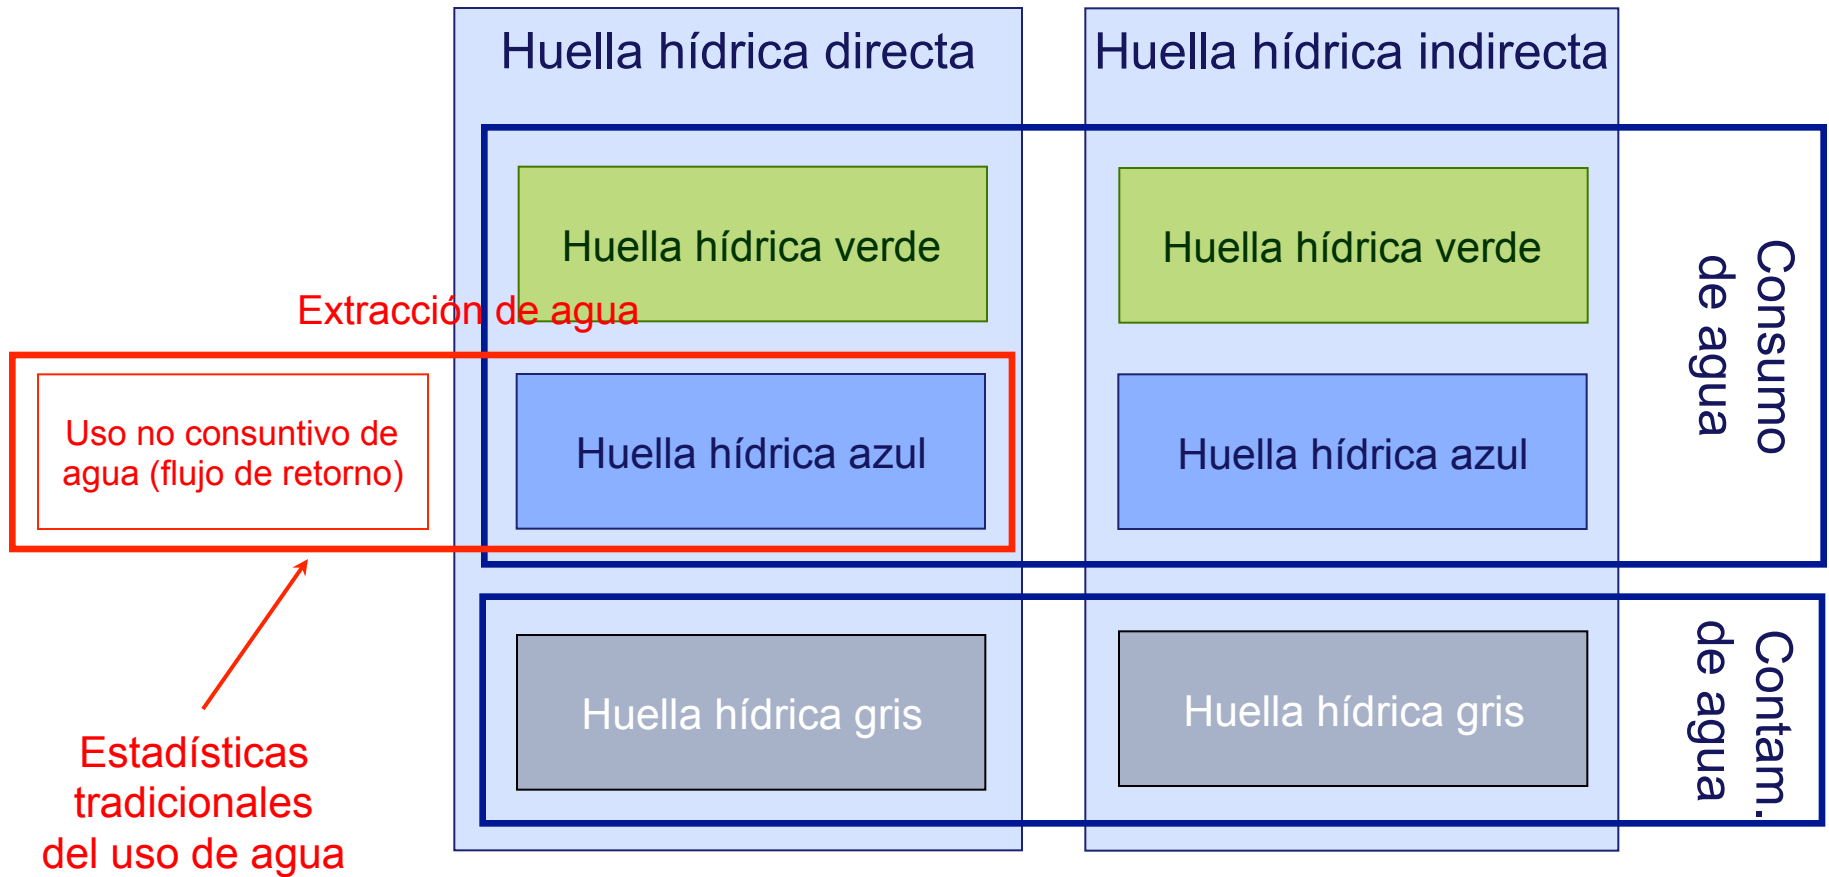 Huella hídrica directa
Huella hídrica indirecta
Huella hídrica verde
Huella hídrica verde
Extracción de agua
Uso no consuntivo de
agua (flujo de retorno)
Huella hídrica azul
Huella hídrica azul
Consumo
de agua
Huella hídrica gris
Huella hídrica gris
Contam.
de agua
Estadísticas
tradicionales
del uso de agua